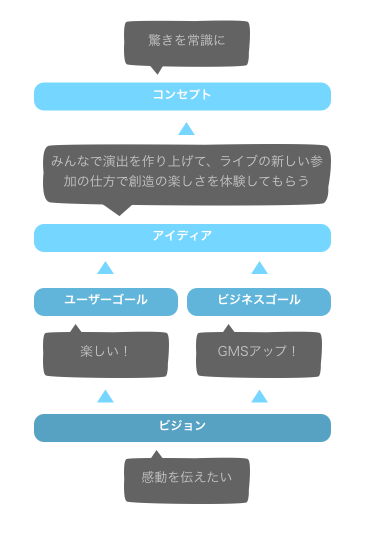 驚きを常識に
コンセプト
みんなで演出を作り上げて、ライブの新しい参
加の仕方で創造の楽しさを体験してもらう
アイディア
ユーザーゴール
ビジネスゴール
楽しい！
GMSアップ！
ビジョン
感動を伝えたい